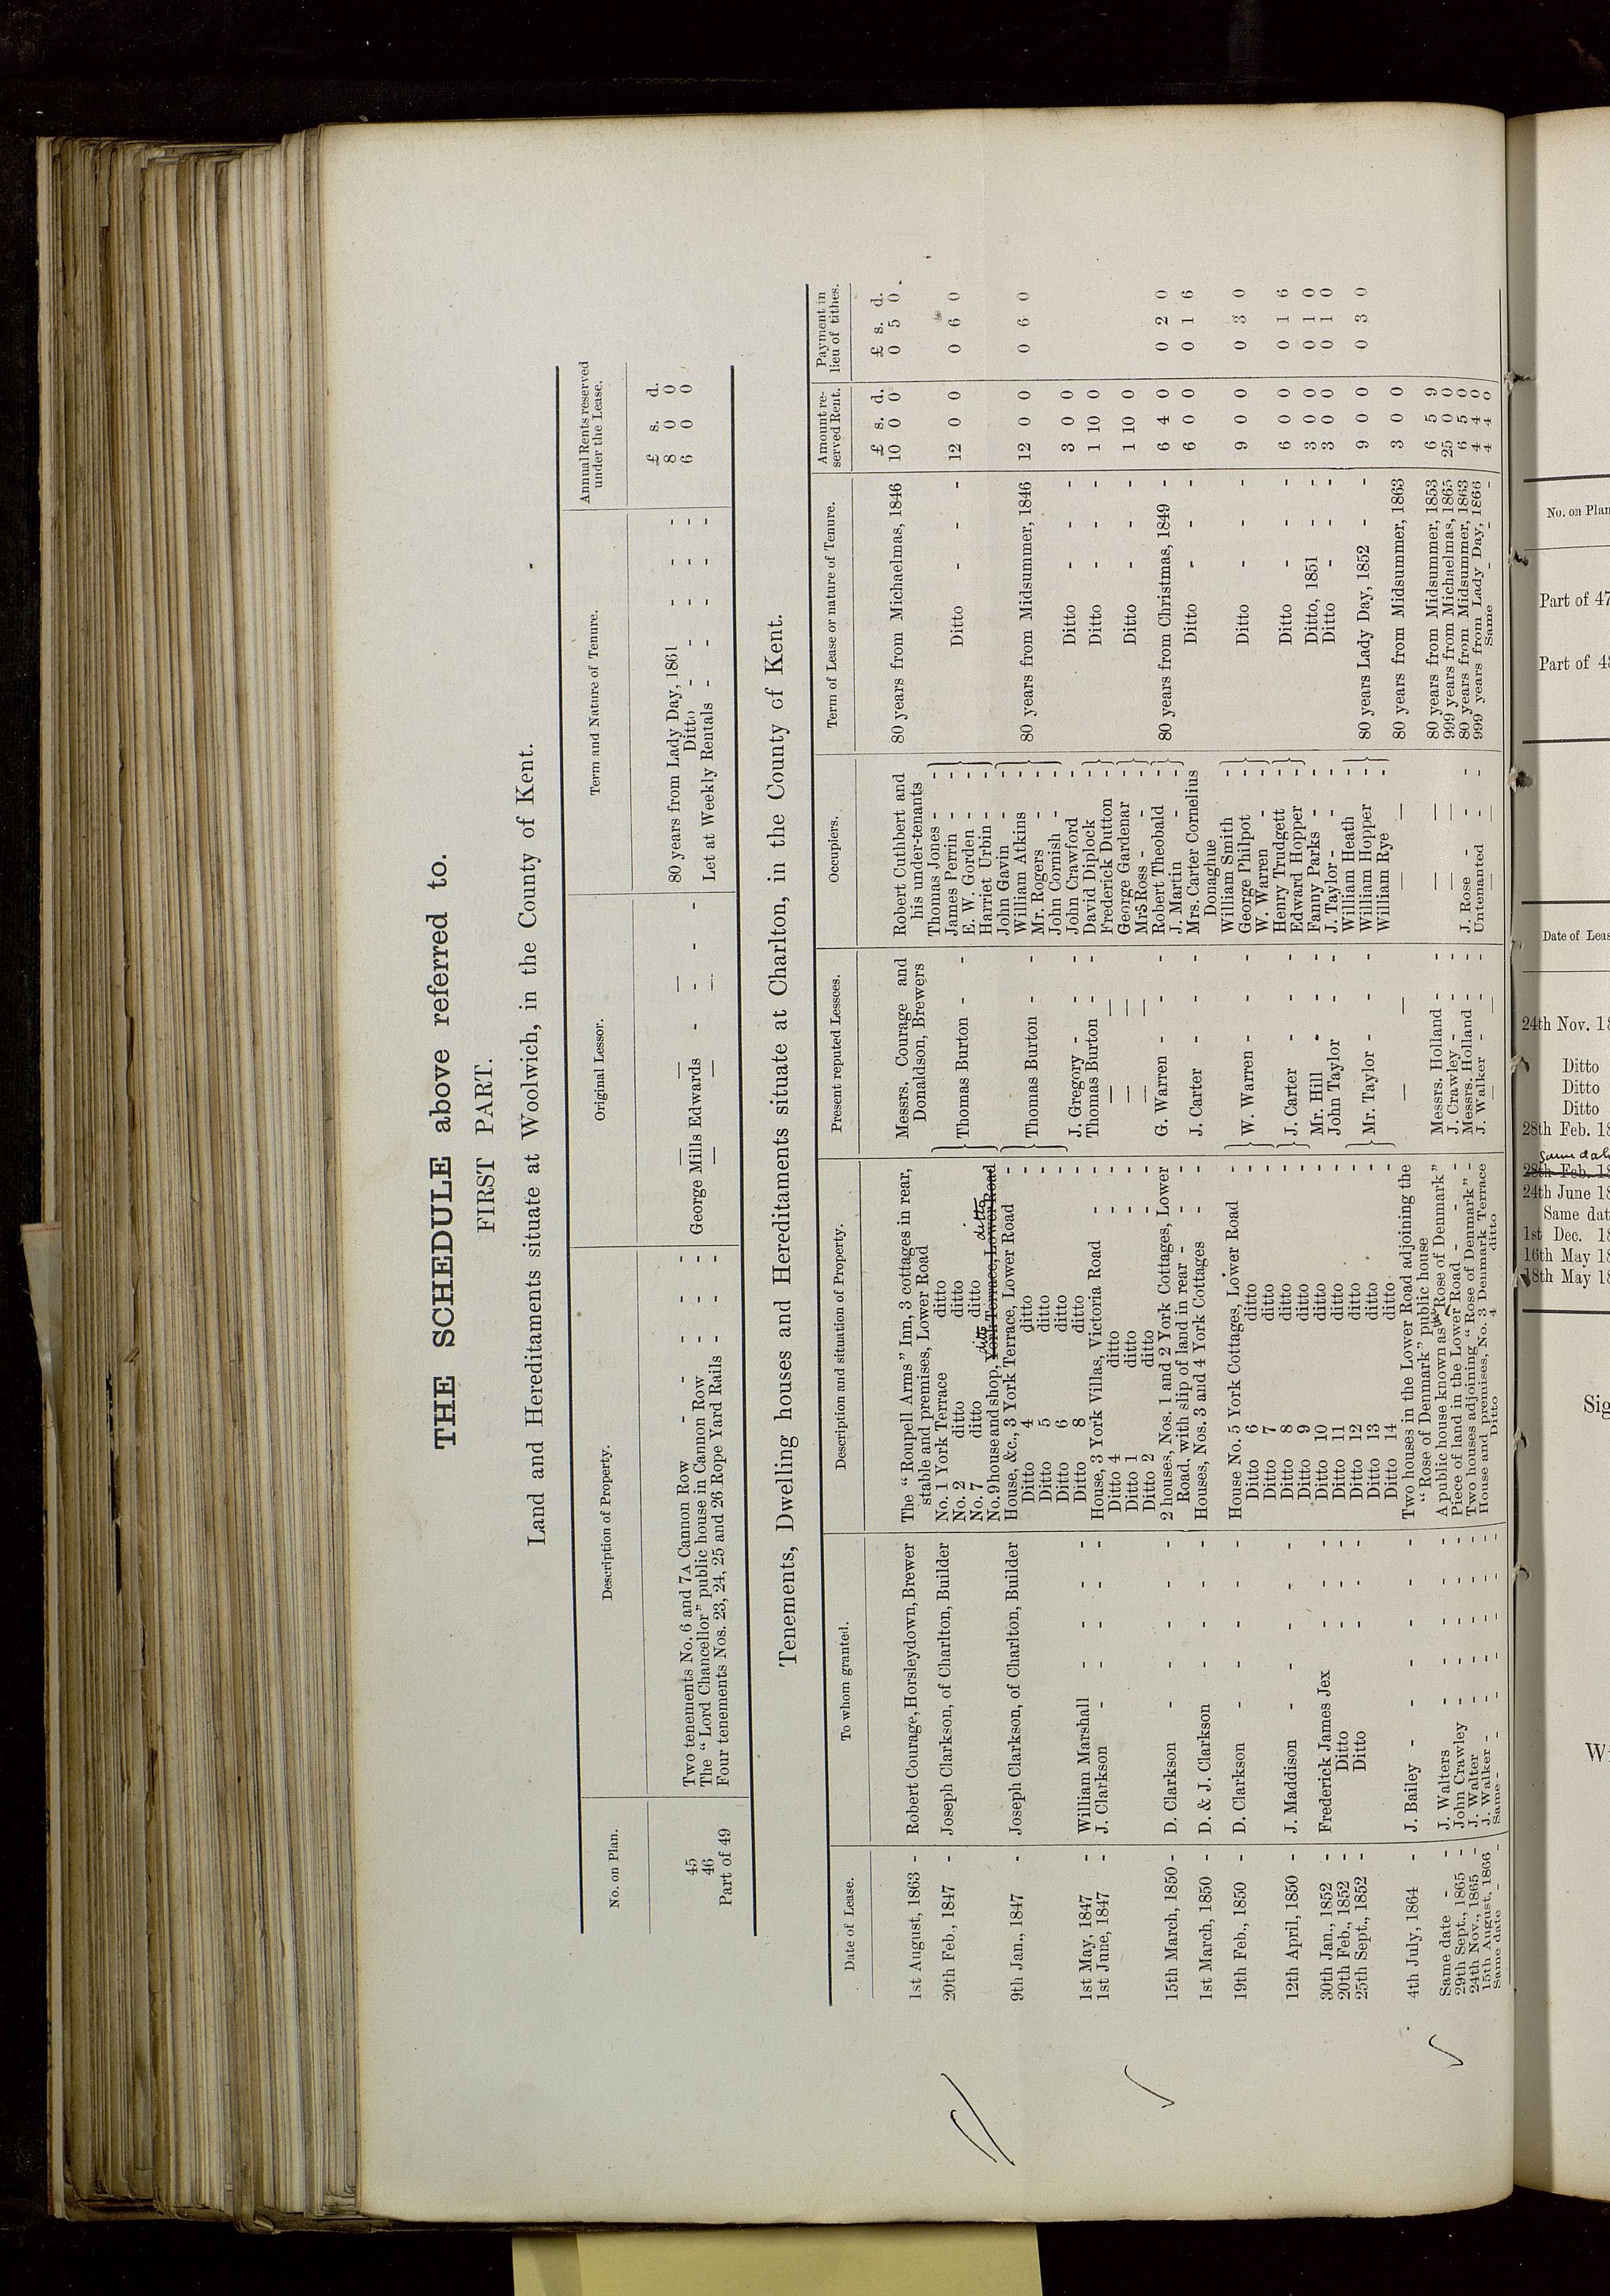 THE SCHEDULE above referred to.
FIRST PART.
Land and Hereditaments situate at Woolwich, in the County of Kent.
No. on Plan. Description of Property. Original Lessor. Term and Nature of Tenure. Annual Rents reserved under the Lease.
£ s. d.
45 Two tenements No. 6 and 7A Cannon Row - - - - 80 years from Lady Day, 1861 - - - 8 0 0
46 The “Lord Chancellor” public house in Cannon Row - - - George Mills Edwards - - - - Ditto - - - - 6 0 0
Part of 49 Four tenements Nos. 23, 24, 25 and 26 Rope Yard Rails - - - Let at Weekly Rentals - - - -
Tenements, Dwelling houses and Hereditaments situate at Charlton, in the County of Kent.
Date of Lease. To whom granted. Description and situation of Property. Present reputed Lessees. Occupiers. Term of Lease or nature of Tenure. Amount reserved Rent. Payment in lieu of tithes.
£ s. d. £ s. d.
1st August, 1863 - Robert Courage, Horsleydown, Brewer The “Roupell Arms” Inn, 3 cottages in rear, Messrs. Courage and Robert Cuthbert and 80 years from Michaelmas, 1846 10 0 0 0 5 0
stable and premises, Lower Road Donaldson, Brewers his under-tenants
20th Feb., 1847 - Joseph Clarkson, of Charlton, Builder No. 1 York Terrace ditto Thomas Burton - - Thomas Jones - - Ditto - - - 12 0 0 0 6 0
No. 2 ditto ditto James Perrin - -
No. 7 ditto ditto E. W. Gorden - -
No. 9 house and shop, York Terrace, Lower Road ditto ditto Harriet Urbin - -
9th Jan., 1847 - Joseph Clarkson, of Charlton, Builder House, &c., 3 York Terrace, Lower Road - Thomas Burton - - John Gavin - - 80 years from Midsummer, 1846 12 0 0 0 6 0
Ditto 4 ditto - William Atkins -
Ditto 5 ditto - Mr. Rogers - -
Ditto 6 ditto - John Cornish - -
1st May, 1847 - William Marshall - - - - Ditto 8 ditto - J. Gregory - - - John Crawford - Ditto - - - 3 0 0
1st June, 1847 - J. Clarkson - - - - House, 3 York Villas, Victoria Road - - Thomas Burton - - David Diplock - Ditto - - - 1 10 0
Ditto 4 ditto - - Frederick Dutton -
Ditto 1 ditto - - George Gardenar - Ditto - - - 1 10 0
Ditto 2 ditto - - Mrs Ross - - -
15th March, 1850 - D. Clarkson - - - - 2 houses, Nos. 1 and 2 York Cottages, Lower G. Warren - - - Robert Theobald - 80 years from Christmas, 1849 - 6 4 0 0 2 0
Road, with slip of land in rear - - J. Martin - -
1st March, 1850 - D. & J. Clarkson - - - Houses, Nos. 3 and 4 York Cottages - - J. Carter - - - Mrs. Carter Cornelius Ditto - - - 6 0 0 0 1 6
Donaghue
19th Feb., 1850 - D. Clarkson - - - - House No. 5 York Cottages, Lower Road - W. Warren - - - William Smith - Ditto - - - 9 0 0 0 3 0
Ditto 6 ditto - George Philpot -
Ditto 7 ditto - W. Warren - -
12th April, 1850 - J. Maddison - - - - Ditto 8 ditto - J. Carter - - - Henry Trudgett - Ditto - - - 6 0 0 0 1 6
Ditto 9 ditto - Edward Hopper -
30th Jan., 1852 - Frederick James Jex - - - Ditto 10 ditto - Mr. Hill - - - Fanny Parks - - Ditto, 1851 - - 3 0 0 0 1 0
20th Feb., 1852 - Ditto - - - Ditto 11 ditto - John Taylor - - J. Taylor - - - Ditto - - - 3 0 0 0 1 0
25th Sept., 1852 - Ditto - - - Ditto 12 ditto - Mr. Taylor - - - William Heath - 80 years Lady Day, 1852 - - 9 0 0 0 3 0
Ditto 13 ditto - William Hopper -
Ditto 14 ditto - William Rye -
4th July, 1864 - J. Bailey - - - - Two houses in the Lower Road adjoining the — — — — 80 years from Midsummer, 1863 3 0 0
“Rose of Denmark” public house
Same date - - J. Walters - - - - A public house known as the “Rose of Denmark” Messrs. Holland - - — — 80 years from Midsummer, 1853 6 5 9
29th Sept., 1865 - John Crawley - - - - Piece of land in the Lower Road - - J. Crawley - - - — — 999 years from Michaelmas, 1865 25 0 0
24th Nov., 1865 - J. Walter - - - - Two houses adjoining “Rose of Denmark” - Messrs. Holland - - J. Rose - - - 80 years from Midsummer, 1863 6 5 0
15th August, 1866 - J. Walker - - - - House and premises, No. 3 Denmark Terrace J. Walker - - - Untenanted - - 999 years from Lady Day, 1866 4 4 0
Same date - - Same - - - - Ditto 4 ditto — — — — Same - - - 4 4 0
No. on Plan
Part of 47
Date of
24th Nov.
Ditto
Ditto
Ditto
28th Feb.
28th Feb.
24th June
1st Dec.
16th May
18th May